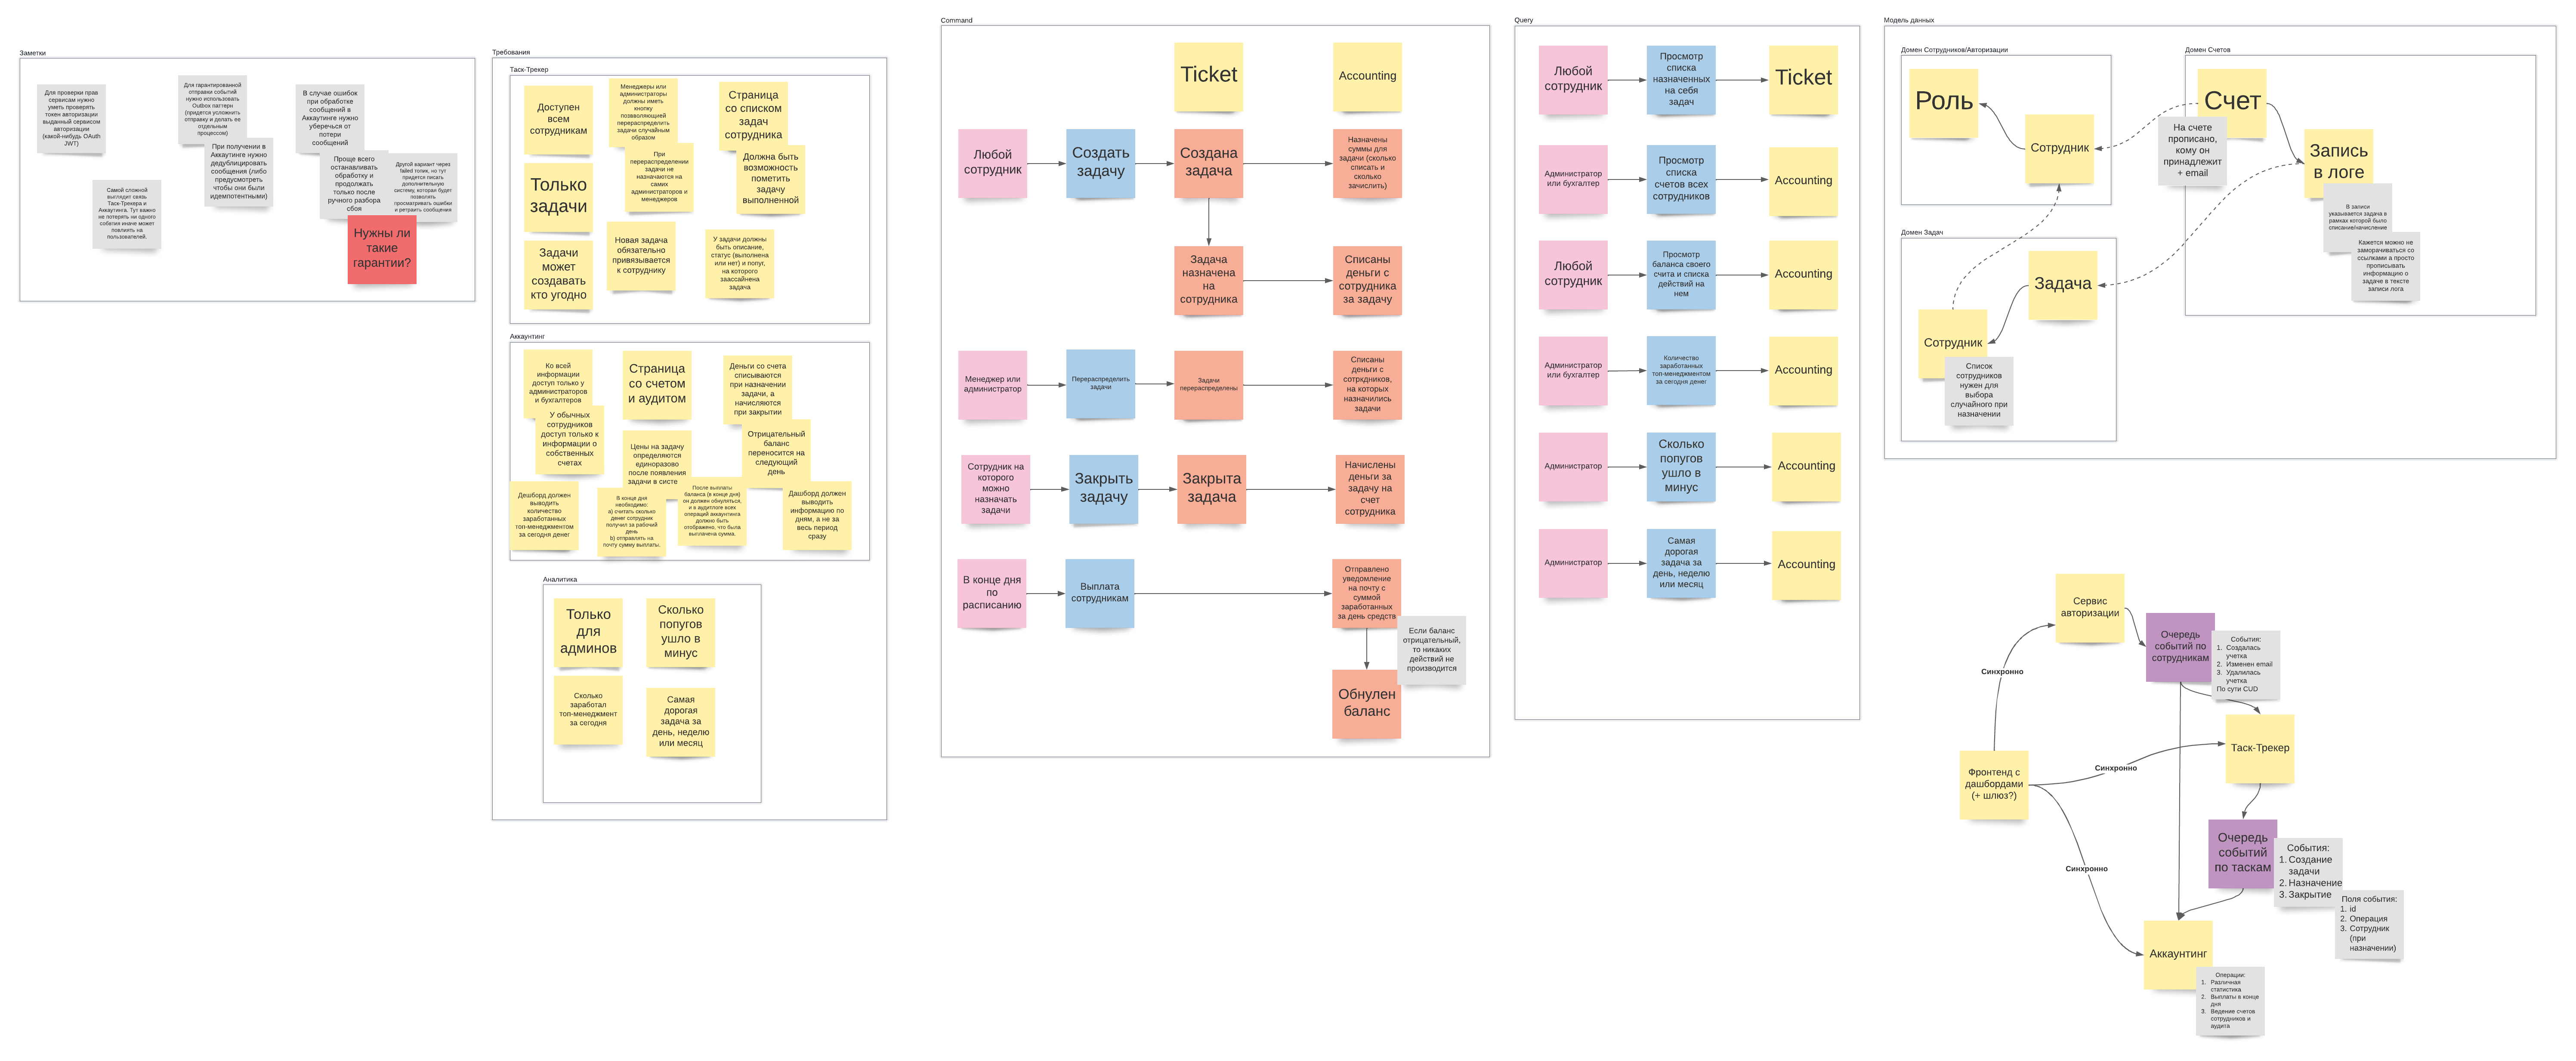 Заметки
Для проверки прав
сервисам нужно
уметь проверять
токен авторизации
выданный сервисом
авторизации
(какой-нибудь OAuth
JWT)
Для гарантированной
отправки событий
нужно использовать
Outbox паттврн
(придется усложнить
отправку и делать ее
отдельным
процессом)
При получении в
Аккаунтинге нужно
дедублицировать
сообщения (либо
предусмотреть
чтобы они были
идемпотентными)
Самой сложной
выглядит связь
Таск-Трекера и
Аккаунтинга. Тут важно
не потерять ни одного
события иначе может
повлиять на
пользователей.
В случае ошибок
при обработке
сообщений в
Аккаунтинге нужно
уберечься от
потери
сообщений
Проще всего
останавливать
обработку и
продолжать
только после
ручного разбора
сбоя
Другой вариант через
failed топик, но тут
придется писать
дополнительную
систему, которая будет
позволять
просматривать ошибки
и ретраить сообщения
Нужны ли
такие
гарантии?
Требования
Таск-Трекер
Доступен
всем
сотрудникам
Менеджеры или
администраторы
должны иметь
кнопку
позвволяющей
перераспределить
задачи случайным
образом
Страница
со списком
задач
сотрудника
Только
задачи
При
перераспределении
задачи не
назначаются на
самих
администраторов и
менеджеров
Должна быть
возможность
пометить
задачу
выполненной
Задачи
может
создавать
кто угодно
Новая задача
обязательно
привязывается
к сотруднику
У задачи должны
быть описание,
статус (выполнена
или нет) и попуг,
на которого
заассайнена
задача
Аккаунтинг
Ко всей
информации
доступ только у
администраторов
и бухгалтеров
У обычных
сотрудников
доступ только к
информации о
собственных
счетах
Страница
со счетом
и аудитом
Деньги со счета
списываются
при назначении
задачи, а
начисляются
при закрытии
Цены на задачу
определяются
единоразово
после появления
задачи в систе
Отрицательный
баланс
переносится на
следующий
день
Дешборд должен
выводить
количество
заработанных
топ-менеджментом
за сегодня денег
В конце дня
необходимо:
a) считать сколько
денег сотрудник
получил за рабочий
день
b) отправлять на
почту сумму выплаты.
После выплаты
баланса (в конце дня)
он должен обнуляться,
и в аудитлоге всех
операций аккаунтинга
должно быть
отображено, что была
выплачена сумма.
Дашборд должен
выводить
информацию по
дням, а не за
весь период
сразу
Аналитика
Только
для
админов
Сколько
попугов
ушло в
минус
Сколько
заработал
топ-менеджмент
за сегодня
Самая
дорогая
задача за
день, неделю
или месяц
Command
Ticket
Accounting
Любой
сотрудник
Создать
задачу
Создана
задача
Назначены
суммы для
задачи (сколько
списать и
сколько
зачислить)
Задача
назначена
на
сотрудника
Списаны
деньги с
сотрудника
за задачу
Менеджер или
администратор
Перераспределить
задачи
Задачи
перераспределены
Списаны
деньги с
сотркдников,
на которых
назначились
задачи
Сотрудник на
которого
можно
назначать
задачи
Закрыть
задачу
Закрыта
задача
Начислены
деньги за
задачу на
счет
сотрудника
В конце дня
по
расписанию
Выплата
сотрудникам
Отправлено
уведомление
на почту с
суммой
заработанных
за день средств
Если баланс
отрицательный,
то никаких
действий не
производится
Обнулен
баланс
Query
Любой
сотрудник
Просмотр
списка
назначенных
на себя
задач
Ticket
Администратор
или бухгалтер
Просмотр
списка
счетов всех
сотрудников
Accounting
Любой
сотрудник
Просмотр
баланса своего
счита и списка
действий на
нем
Accounting
Администратор
или бухгалтер
Количество
заработанных
топ-менеджментом
за сегодня денег
Accounting
Администратор
Сколько
попугов
ушло в
минус
Accounting
Администратор
Самая
дорогая
задача за
день, неделю
или месяц
Accounting
Модель данных
Домен Сотрудников/Авторизации
Роль
Сотрудник
Домен Счетов
Счет
На счете
прописано,
кому он
принадлежит
+ email
Запись
в логе
В записи
указывается задача в
рамках которой было
списание/начисление
Кажется можно не
заморачиваться со
ссылками а просто
прописывать
информацию о
задаче в тексте
записи лога
Домен Задач
Задача
Сотрудник
Список
сотрудников
нужен для
выбора
случайного при
назначении
Сервис
авторизации
Очередь
событий по
сотрудникам
События:
1. Создалась
учетка
2. Изменен email
3. Удалилась
учетка
По сути CUD
Синхронно
Таск-Трекер
Фронтенд с
дашбордами
(+ шлюз?)
Синхронно
Очередь
событий
по таскам
События:
1. Создание
задачи
2. Назначение
3. Закрытие
Синхронно
Поля события:
1. id
2. Операция
3. Сотрудник
(при
назначении)
Аккаунтинг
Операции:
1. Различная
статистика
2. Выплаты в конце
дня
3. Ведение счетов
сотрудников и
аудита